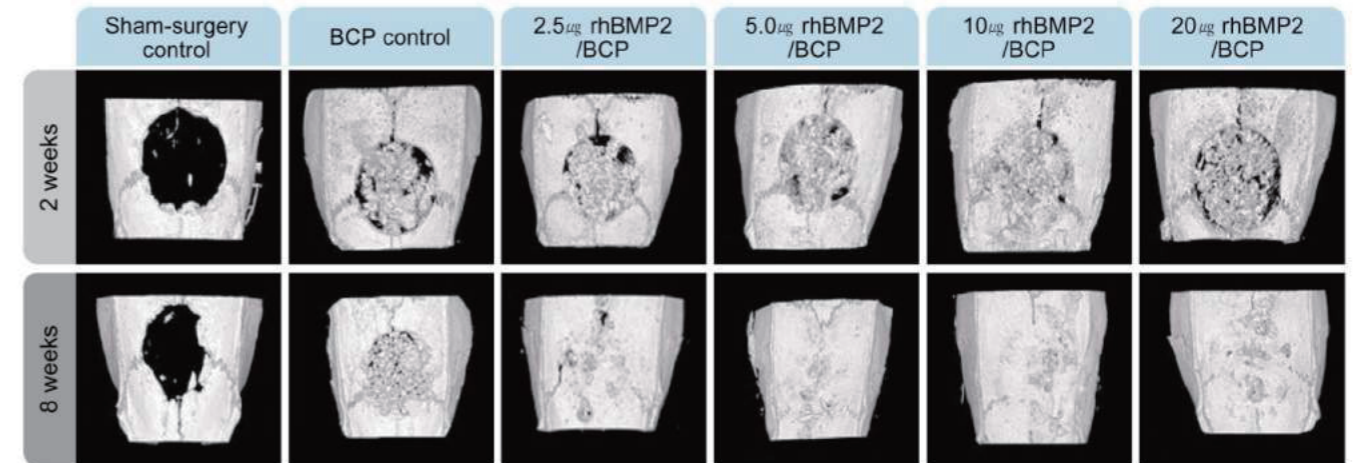 Sham-surgery
control
BCP control
2.5㎍ rhBMP2
/BCP
5.0㎍ rhBMP2
/BCP
10㎍ rhBMP2
/BCP
20㎍ rhBMP2
/BCP
2 weeks
8 weeks